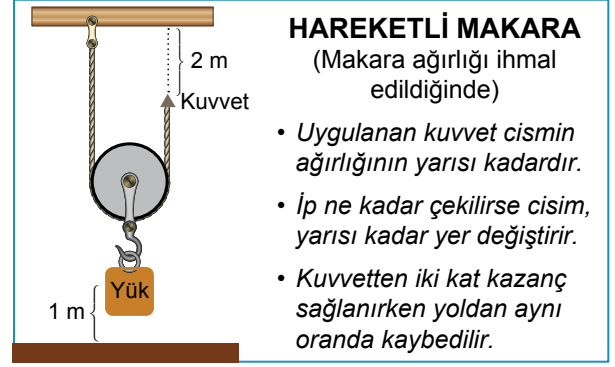 HAREKETLİ MAKARA
(Makara ağırlığı ihmal
edildiğinde)
• Uygulanan kuvvet cismin
ağırlığının yarısı kadardır.
• İp ne kadar çekilirse cisim,
yarısı kadar yer değiştirir.
• Kuvvetten iki kat kazanç
sağlanırken yoldan aynı
oranda kaybedilir.
2 m
Kuvvet
Yük
1 m